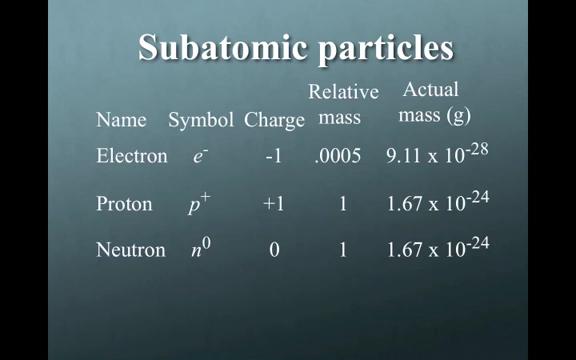 Subatomic particles
Relative Actual
Name Symbol Charge mass mass (g)
Electron e⁻ -1 .0005 9.11 x 10⁻²⁸
Proton p⁺ +1 1 1.67 x 10⁻²⁴
Neutron n⁰ 0 1 1.67 x 10⁻²⁴